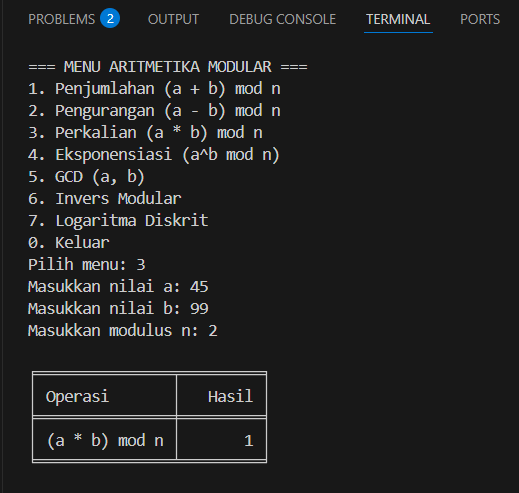 PROBLEMS 2 OUTPUT DEBUG CONSOLE TERMINAL PORTS
=== MENU ARITMETIKA MODULAR ===
1. Penjumlahan (a + b) mod n
2. Pengurangan (a - b) mod n
3. Perkalian (a * b) mod n
4. Eksponensiasi (a^b mod n)
5. GCD (a, b)
6. Invers Modular
7. Logaritma Diskrit
0. Keluar
Pilih menu: 3
Masukkan nilai a: 45
Masukkan nilai b: 99
Masukkan modulus n: 2
Operasi Hasil
(a * b) mod n 1